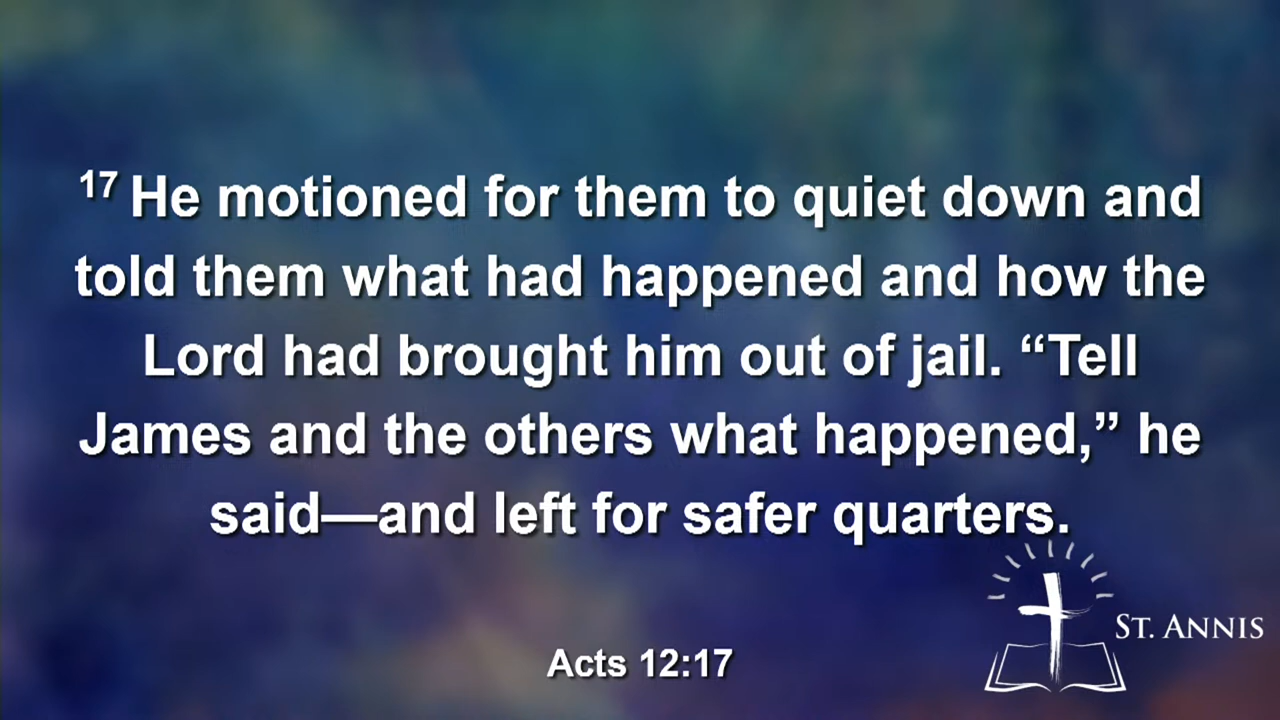 17 He motioned for them to quiet down and
told them what had happened and how the
Lord had brought him out of jail. “Tell
James and the others what happened,” he
said—and left for safer quarters.
St. Annis
Acts 12:17